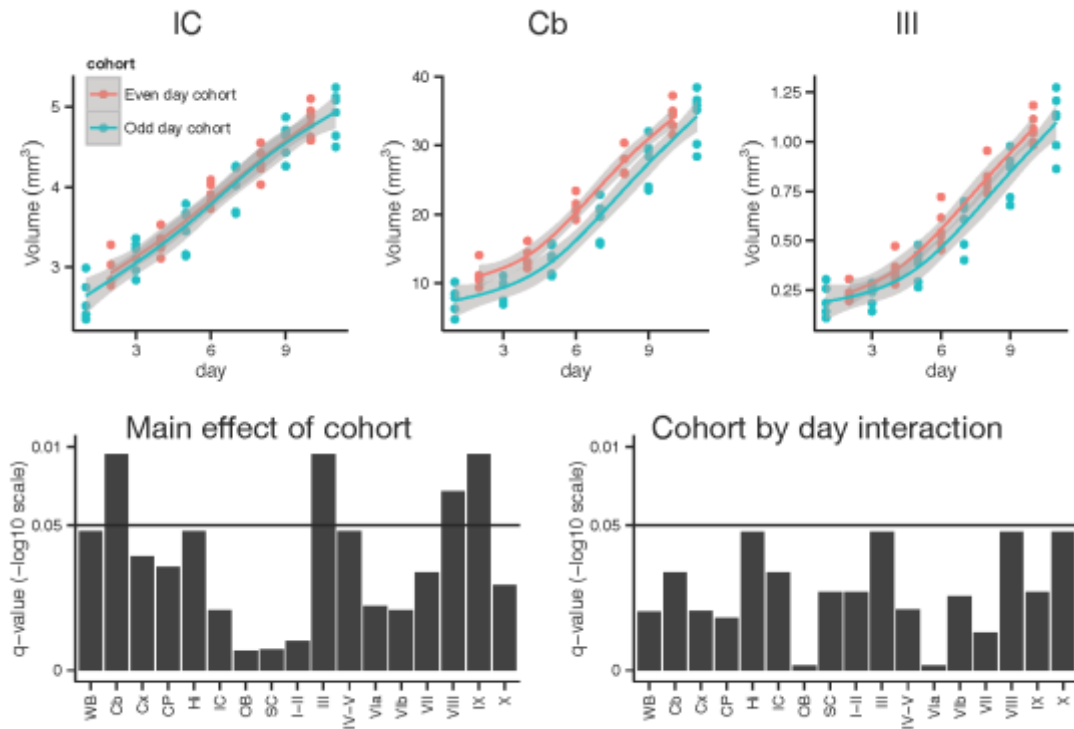 IC
Cb
III
cohort
Even day cohort
Odd day cohort
Volume (mm³)
5
4
3
3
6
9
day
Volume (mm³)
40
30
20
10
3
6
9
day
Volume (mm³)
1.25
1.00
0.75
0.50
0.25
3
6
9
day
Main effect of cohort
q-value (-log10 scale)
0.01
0.05
0
WB Cb Cx CP Hi IC OB SC I-II III IV-V VIa VIb VII VIII IX X
Cohort by day interaction
q-value (-log10 scale)
0.01
0.05
0
WB Cb Cx CP Hi IC OB SC I-II III IV-V VIa VIb VII VIII IX X